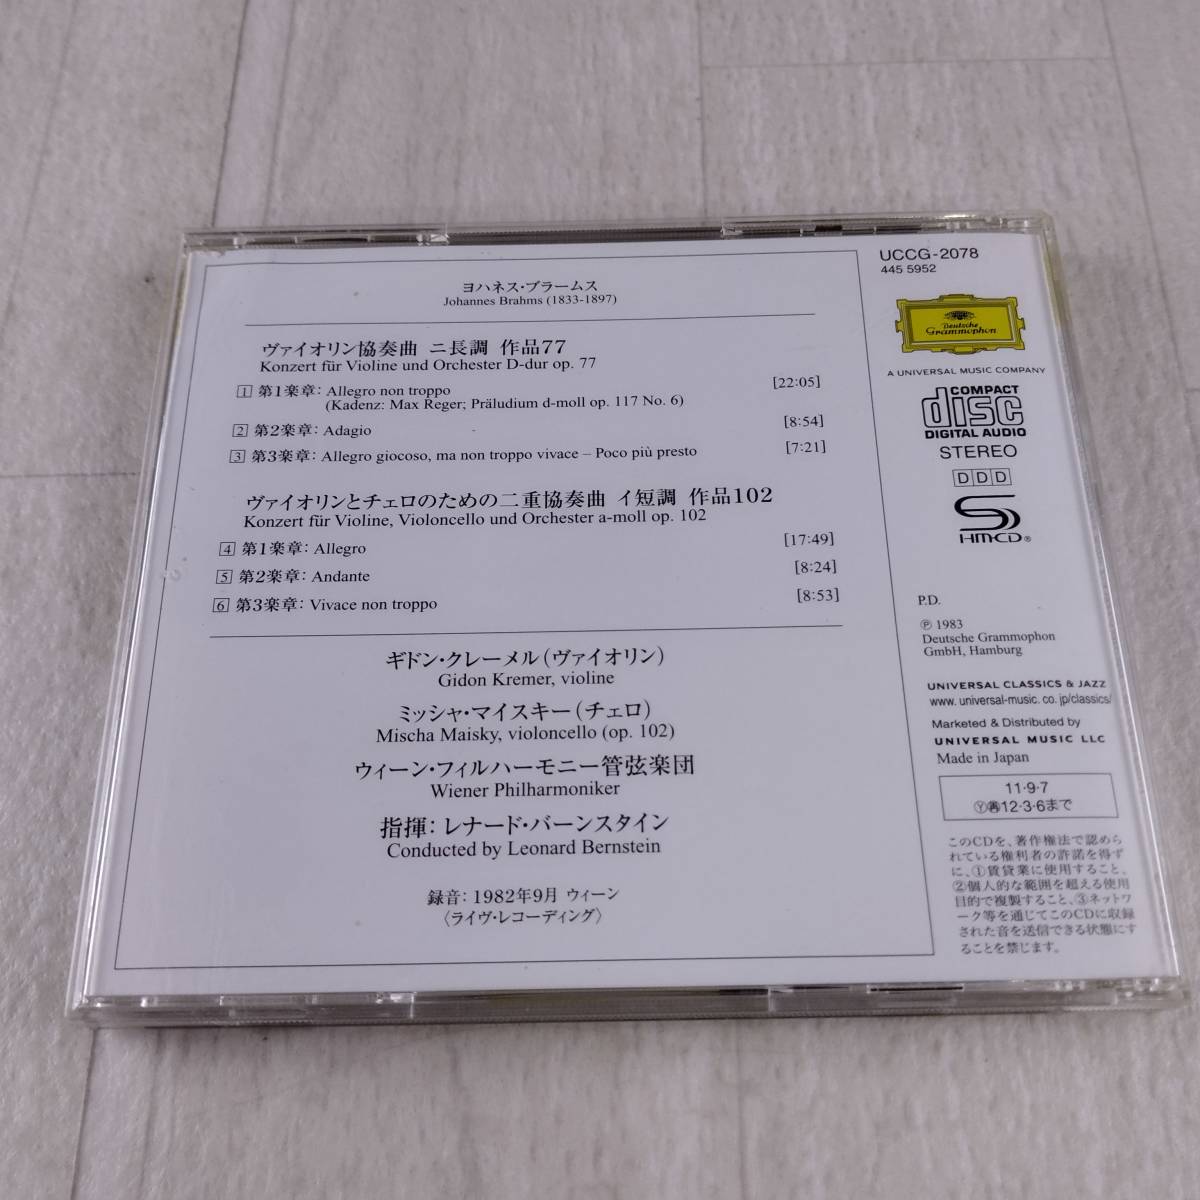 ヨハネス・ブラームス
Johannes Brahms (1833-1897)
ヴァイオリン協奏曲 ニ長調 作品77
Konzert für Violine und Orchester D-dur op. 77
1 第1楽章: Allegro non troppo [22:05]
(Kadenz: Max Reger; Präludium d-moll op. 117 No. 6)
2 第2楽章: Adagio [8:54]
3 第3楽章: Allegro giocoso, ma non troppo vivace – Poco più presto [7:21]
ヴァイオリンとチェロのための二重協奏曲 イ短調 作品102
Konzert für Violine, Violoncello und Orchester a-moll op. 102
4 第1楽章: Allegro [17:49]
5 第2楽章: Andante [8:24]
6 第3楽章: Vivace non troppo [8:53]
ギドン・クレーメル(ヴァイオリン)
Gidon Kremer, violine
ミッシャ・マイスキー(チェロ)
Mischa Maisky, violoncello (op. 102)
ウィーン・フィルハーモニー管弦楽団
Wiener Philharmoniker
指揮: レナード・バーンスタイン
Conducted by Leonard Bernstein
録音: 1982年9月 ウィーン
〈ライヴ・レコーディング〉
UCCG-2078
445 5952
Deutsche
Grammophon
A UNIVERSAL MUSIC COMPANY
COMPACT
disc
DIGITAL AUDIO
STEREO
DDD
SHM-CD®
P.D.
℗ 1983
Deutsche Grammophon
GmbH, Hamburg
UNIVERSAL CLASSICS & JAZZ
www.universal-music.co.jp/classics/
Marketed & Distributed by
UNIVERSAL MUSIC LLC
Made in Japan
11・9・7
Ⓨ再12・3・6まで
このCDを、著作権法で認めら
れている権利者の許諾を得ず
に、①賃貸業に使用すること、
②個人的な範囲を超える使用
目的で複製すること、③ネットワ
ーク等を通じてこのCDに収録
された音を送信できる状態にす
ることを禁じます。